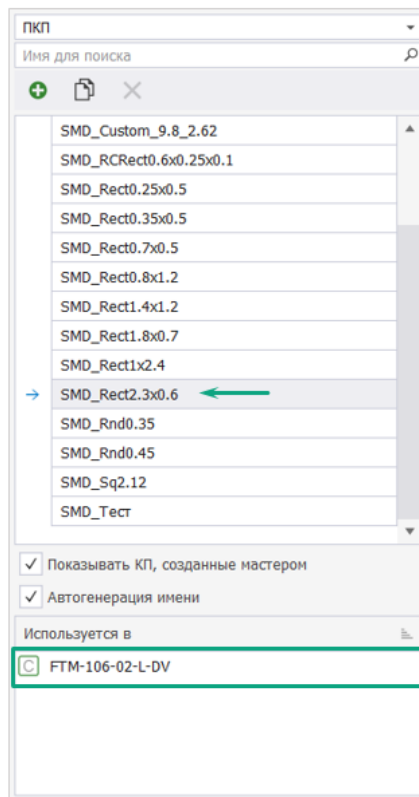 ПКП
Имя для поиска
SMD_Custom_9.8_2.62
SMD_RCRect0.6x0.25x0.1
SMD_Rect0.25x0.5
SMD_Rect0.35x0.5
SMD_Rect0.7x0.5
SMD_Rect0.8x1.2
SMD_Rect1.4x1.2
SMD_Rect1.8x0.7
SMD_Rect1x2.4
SMD_Rect2.3x0.6
SMD_Rnd0.35
SMD_Rnd0.45
SMD_Sq2.12
SMD_Тест
Показывать КП, созданные мастером
Автогенерация имени
Используется в
C FTM-106-02-L-DV